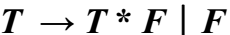 T → T * F | F